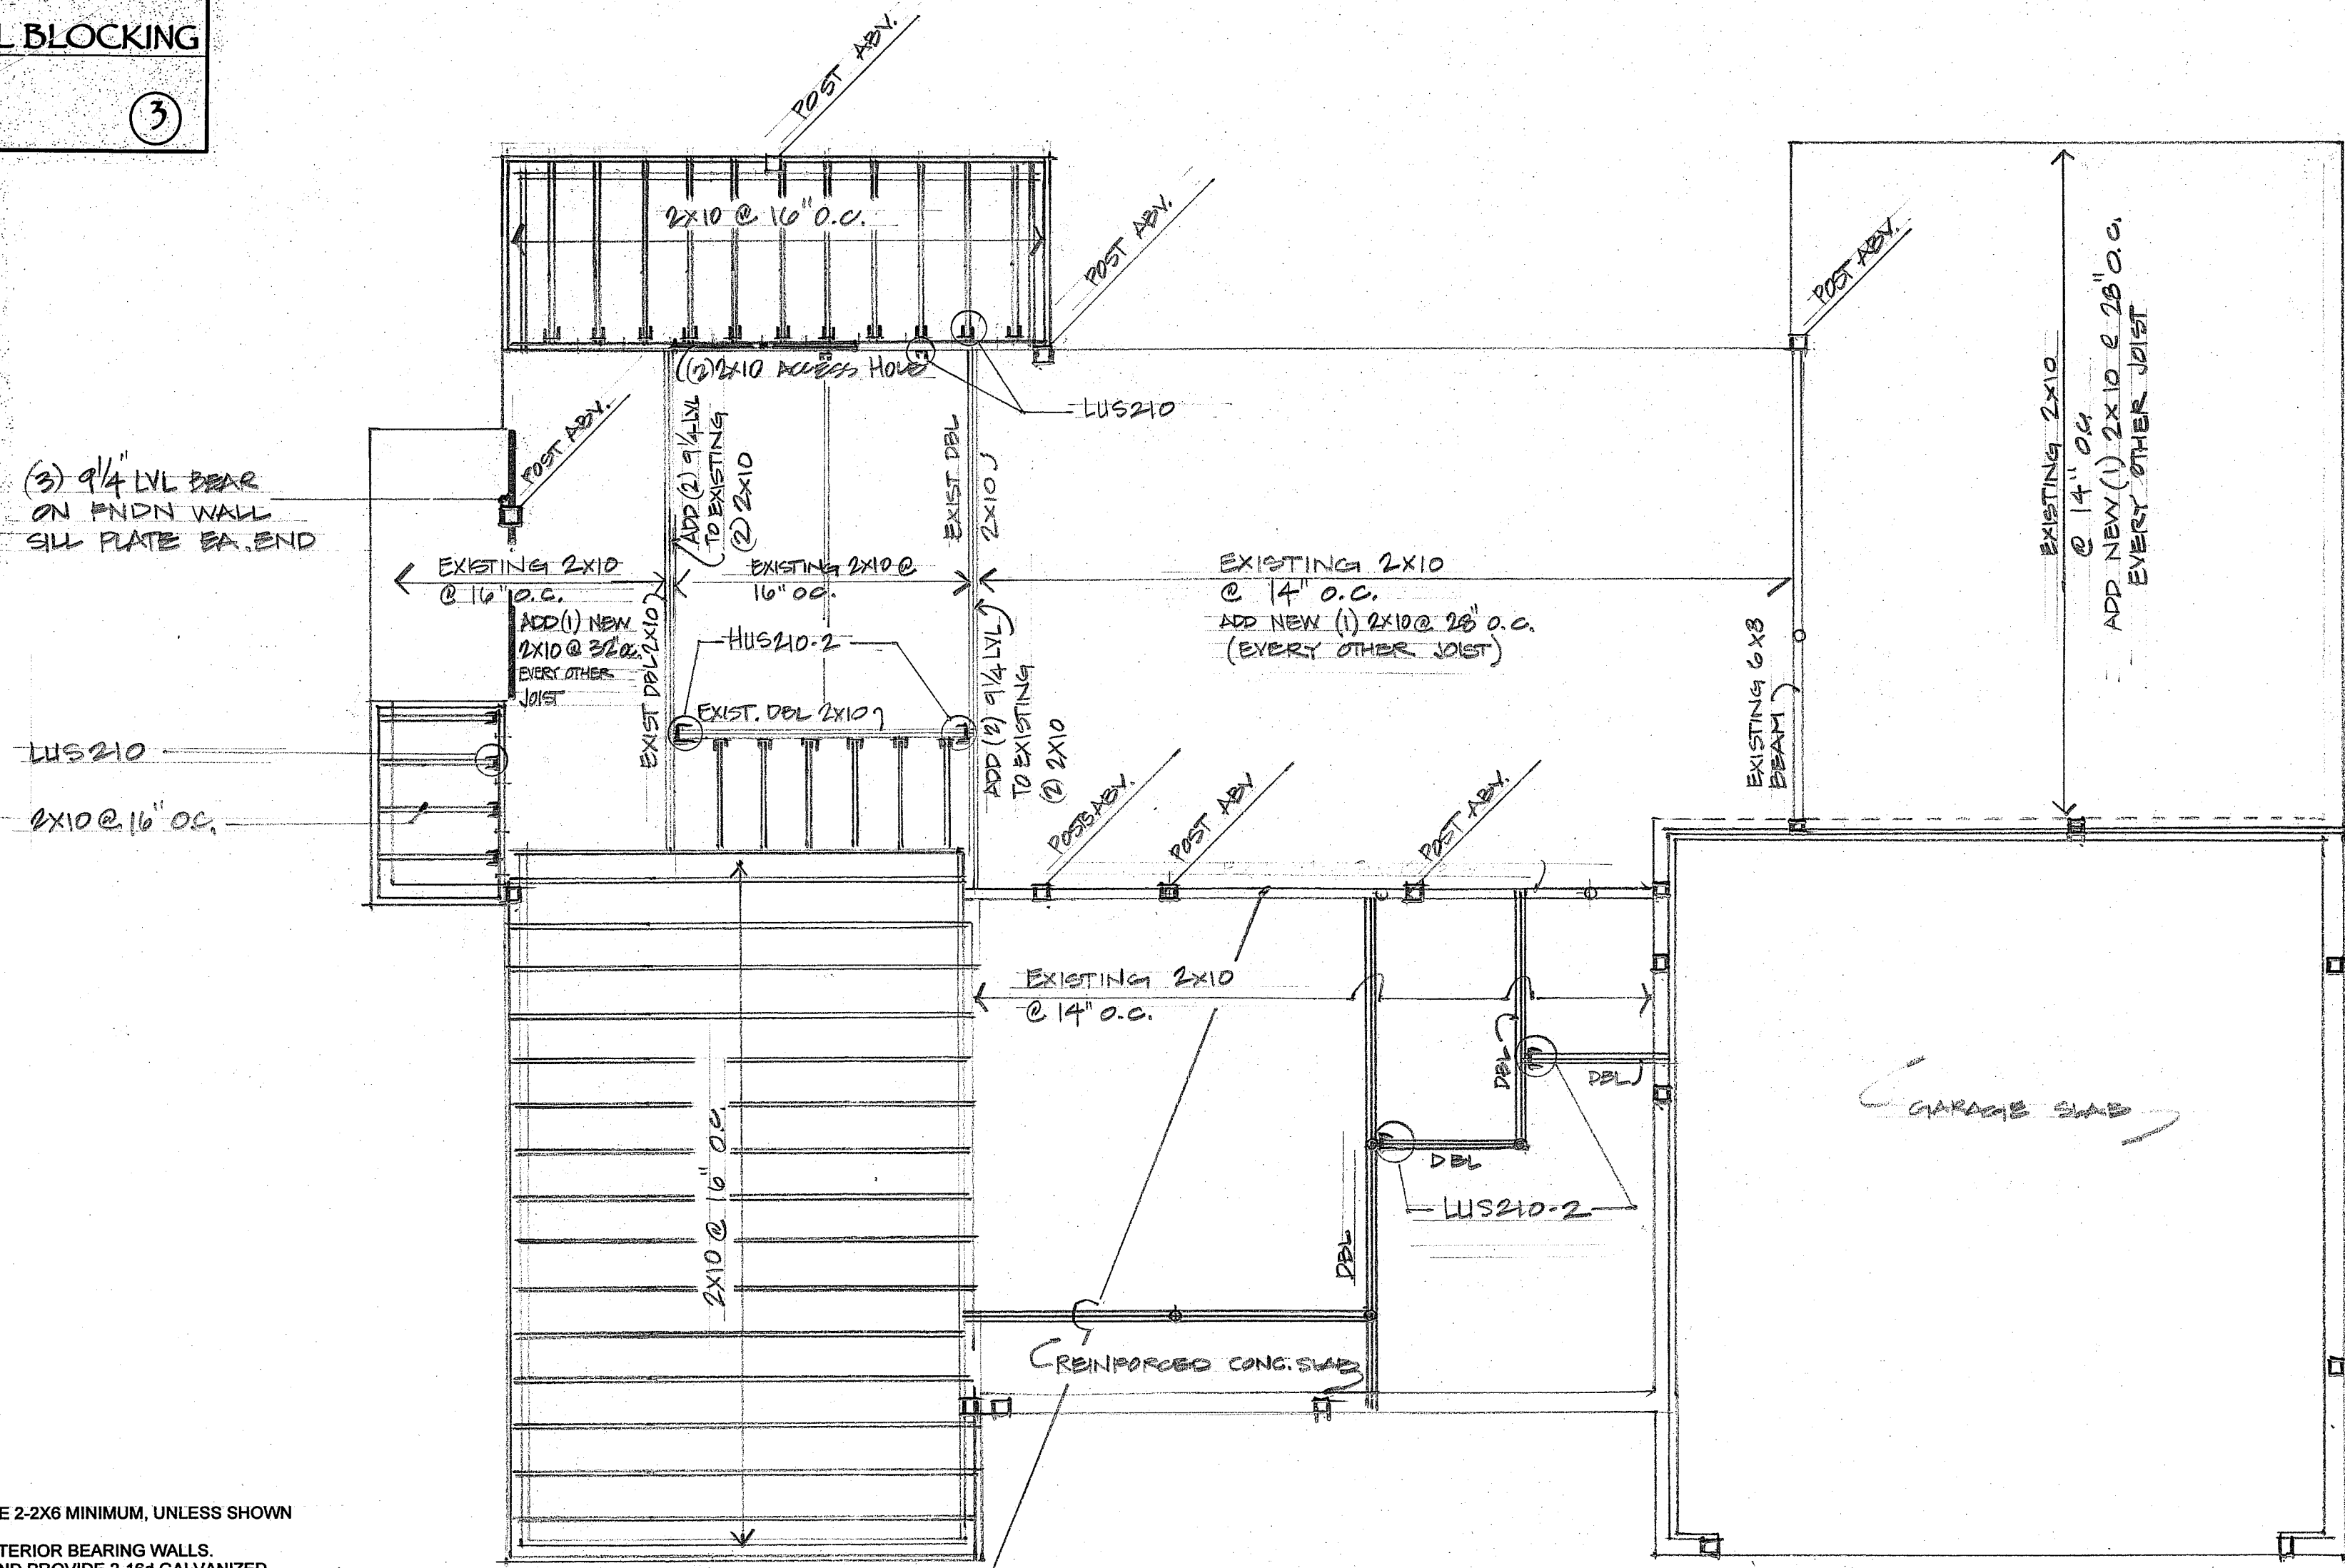 L BLOCKING
3
POST ABV.
2X10 @ 16" O.C.
POST ABV.
POST ABV.
((2) 2X10 ACCESS HOLE
LUS210
POST ABV.
(3) 9 1/4" LVL BEAR
ON FNDN WALL
SILL PLATE EA. END
ADD (2) 9 1/4 LVL
TO EXISTING
(2) 2X10
EXIST DBL
2X10
EXISTING 2X10
@ 14" O.C.
ADD NEW (1) 2X10 @ 28" O.C.
EVERY OTHER JOIST
EXISTING 2X10
@ 16" O.C.
ADD (1) NEW
2X10 @ 32" O.C.
EVERY OTHER
JOIST
EXISTING 2X10 @
16" O.C.
EXISTING 2X10
@ 14" O.C.
ADD NEW (1) 2X10 @ 28" O.C.
(EVERY OTHER JOIST)
EXIST DBL 2X10
HUS210-2
EXIST. DBL 2X10
ADD (2) 9 1/4 LVL
TO EXISTING
(2) 2X10
EXISTING 6X8
BEAM
LUS210
2X10 @ 16" O.C.
POSTS ABV.
POST ABV
POST ABV.
EXISTING 2X10
@ 14" O.C.
2X10 @ 16" O.C.
DBL
DBL
DBL
DBL
LUS210-2
GARAGE SLAB
REINFORCED CONC. SLAB
E 2-2X6 MINIMUM, UNLESS SHOWN
TERIOR BEARING WALLS.
ND PROVIDE 2-16d GALVANIZED